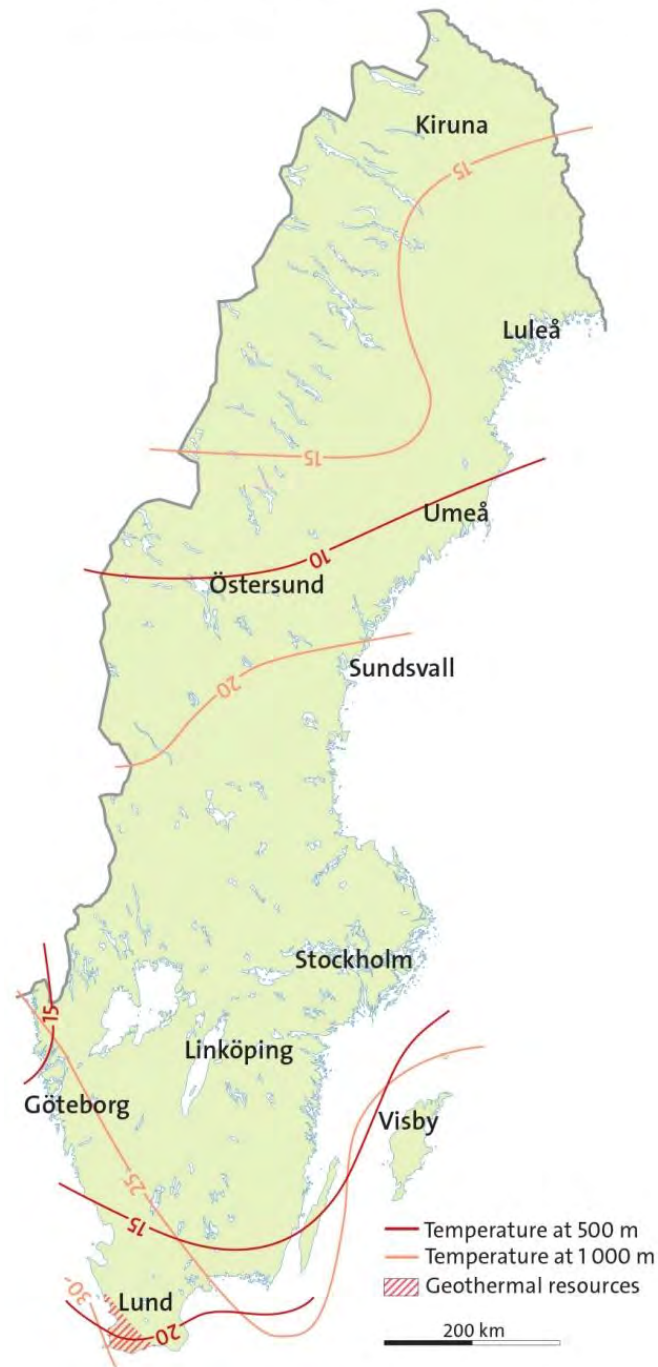 Kiruna
15
Luleå
15
Umeå
10
Östersund
Sundsvall
20
Stockholm
15
Linköping
Göteborg
Visby
25
15
Temperature at 500 m
Temperature at 1 000 m
Geothermal resources
30
Lund
20
200 km